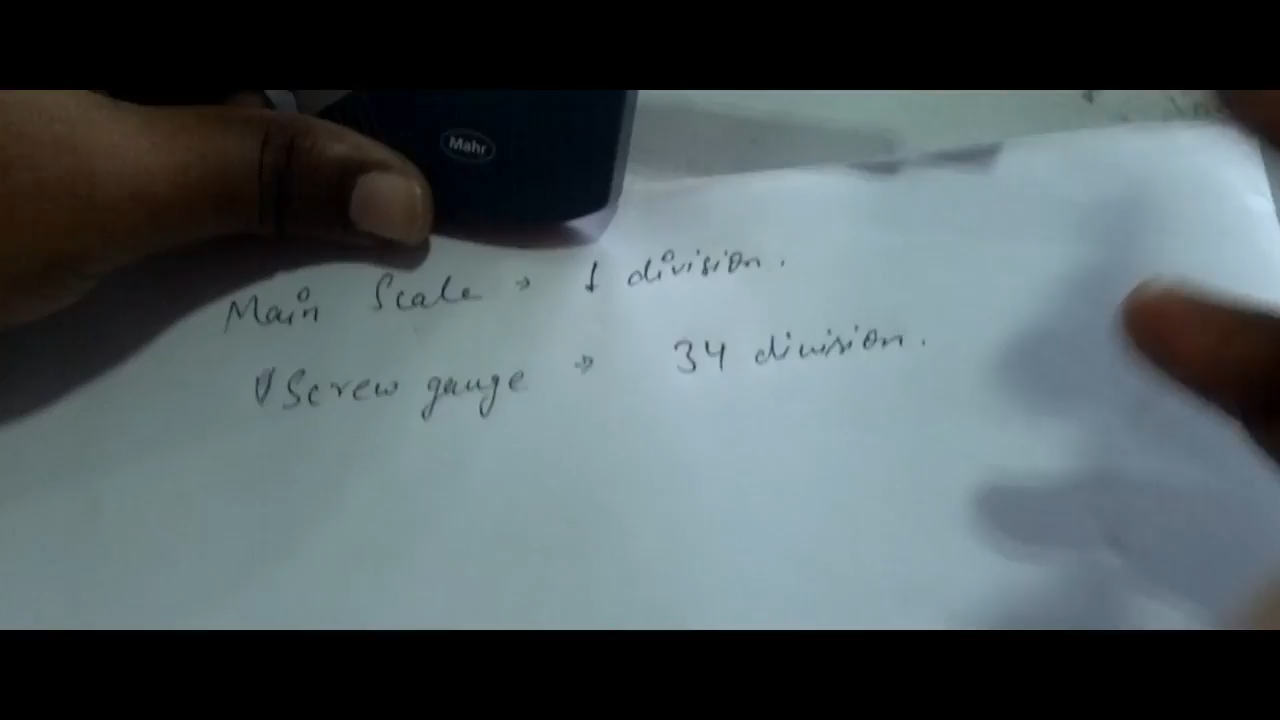 Mahr
Main Scale → 1 division.
Screw gauge → 34 division.